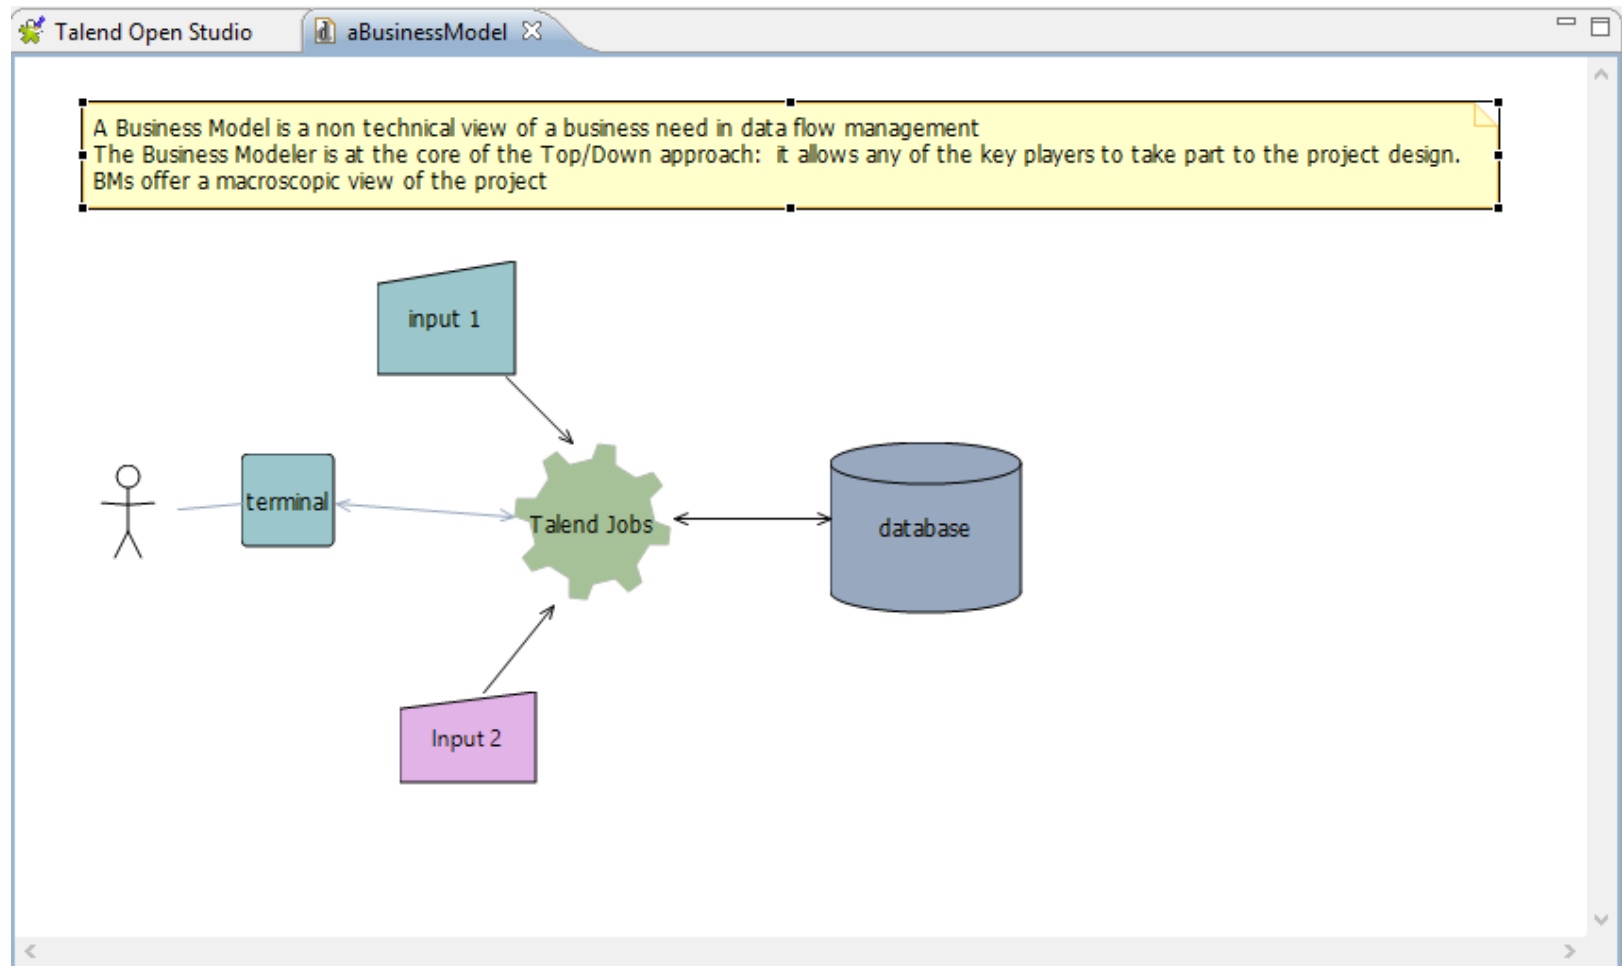 Talend Open Studio
aBusinessModel
A Business Model is a non technical view of a business need in data flow management
The Business Modeler is at the core of the Top/Down approach:  it allows any of the key players to take part to the project design.
BMs offer a macroscopic view of the project
input 1
terminal
Talend Jobs
database
Input 2